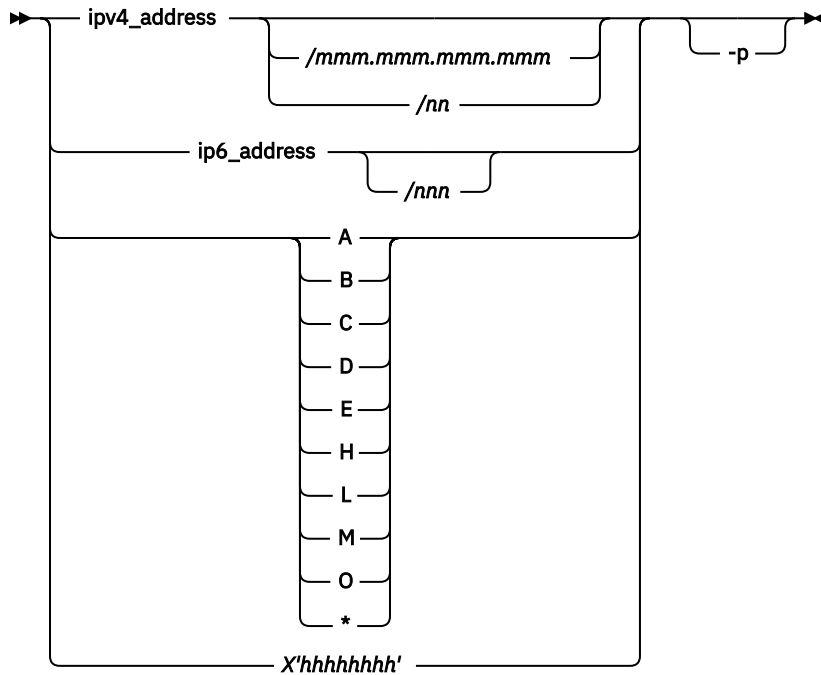 ipv4_address
/mmm.mmm.mmm.mmm
-p
/nn
ip6_address
/nnn
A
B
C
D
E
H
L
M
O
*
X'hhhhhhhh'